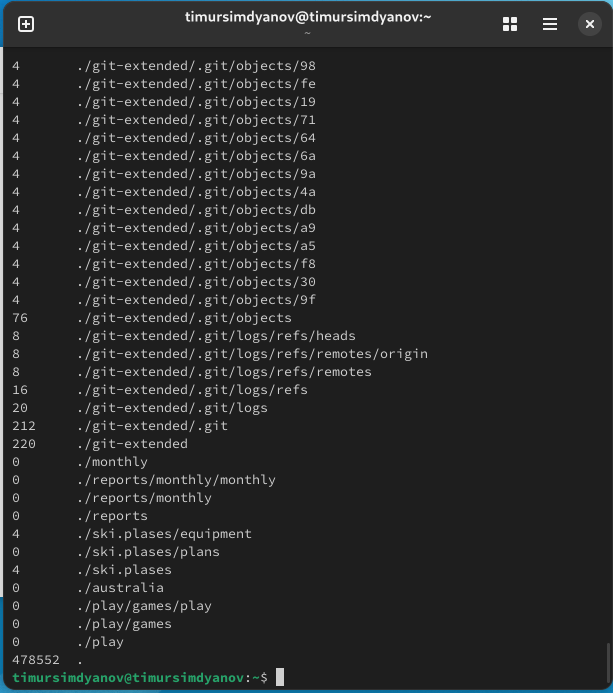 timursimdyanov@timursimdyanov:~
~
4 ./git-extended/.git/objects/98
4 ./git-extended/.git/objects/fe
4 ./git-extended/.git/objects/19
4 ./git-extended/.git/objects/71
4 ./git-extended/.git/objects/64
4 ./git-extended/.git/objects/6a
4 ./git-extended/.git/objects/9a
4 ./git-extended/.git/objects/4a
4 ./git-extended/.git/objects/db
4 ./git-extended/.git/objects/a9
4 ./git-extended/.git/objects/a5
4 ./git-extended/.git/objects/f8
4 ./git-extended/.git/objects/30
4 ./git-extended/.git/objects/9f
76 ./git-extended/.git/objects
8 ./git-extended/.git/logs/refs/heads
8 ./git-extended/.git/logs/refs/remotes/origin
8 ./git-extended/.git/logs/refs/remotes
16 ./git-extended/.git/logs/refs
20 ./git-extended/.git/logs
212 ./git-extended/.git
220 ./git-extended
0 ./monthly
0 ./reports/monthly/monthly
0 ./reports/monthly
0 ./reports
4 ./ski.plases/equipment
0 ./ski.plases/plans
4 ./ski.plases
0 ./australia
0 ./play/games/play
0 ./play/games
0 ./play
478552 .
timursimdyanov@timursimdyanov:~$